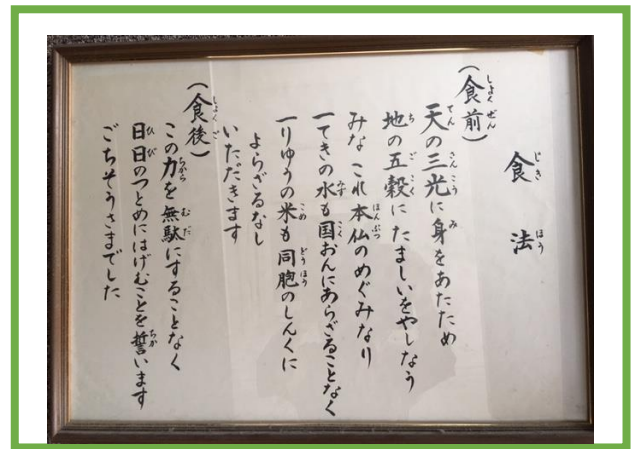 食法
(食前)
天の三光に身をあたため
地の五穀に たましいをやしなう
みな これ本仏のめぐみなり
一てきの水も国おんにあらざることなく
一りゅうの米も同胞のしんくに
よらざるなし
いただきます
(食後)
この力を無駄にすることなく
日日のつとめにはげむことを誓います
ごちそうさまでした